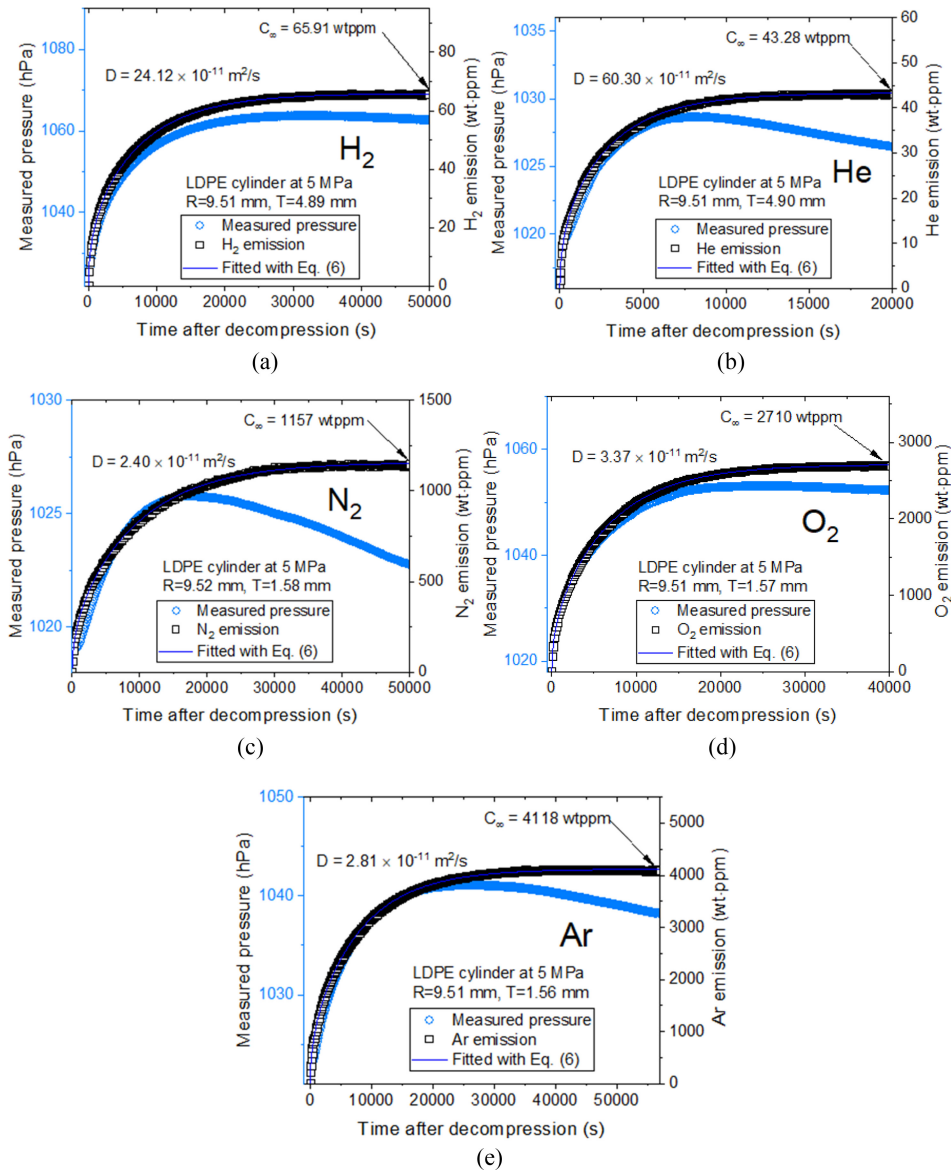 C∞ = 65.91 wtppm
D = 24.12 × 10⁻¹¹ m²/s
H₂
LDPE cylinder at 5 MPa
R=9.51 mm, T=4.89 mm
Measured pressure
H₂ emission
Fitted with Eq. (6)
Measured pressure (hPa)
1080
1060
1040
H₂ emission (wt-ppm)
80
60
40
20
0
0 10000 20000 30000 40000 50000
Time after decompression (s)
(a)
C∞ = 43.28 wtppm
D = 60.30 × 10⁻¹¹ m²/s
He
LDPE cylinder at 5 MPa
R=9.51 mm, T=4.90 mm
Measured pressure
He emission
Fitted with Eq. (6)
Measured pressure (hPa)
1035
1030
1025
1020
He emission (wt-ppm)
60
50
40
30
20
10
0
0 5000 10000 15000 20000
Time after decompression (s)
(b)
C∞ = 1157 wtppm
D = 2.40 × 10⁻¹¹ m²/s
N₂
LDPE cylinder at 5 MPa
R=9.52 mm, T=1.58 mm
Measured pressure
N₂ emission
Fitted with Eq. (6)
Measured pressure (hPa)
1030
1025
1020
N₂ emission (wt-ppm)
1500
1000
500
0
0 10000 20000 30000 40000 50000
Time after decompression (s)
(c)
C∞ = 2710 wtppm
D = 3.37 × 10⁻¹¹ m²/s
O₂
LDPE cylinder at 5 MPa
R=9.51 mm, T=1.57 mm
Measured pressure
O₂ emission
Fitted with Eq. (6)
Measured pressure (hPa)
1060
1040
1020
O₂ emission (wt-ppm)
3000
2000
1000
0
0 10000 20000 30000 40000
Time after decompression (s)
(d)
C∞ = 4118 wtppm
D = 2.81 × 10⁻¹¹ m²/s
Ar
LDPE cylinder at 5 MPa
R=9.51 mm, T=1.56 mm
Measured pressure
Ar emission
Fitted with Eq. (6)
Measured pressure (hPa)
1050
1040
1030
Ar emission (wt-ppm)
5000
4000
3000
2000
1000
0
0 10000 20000 30000 40000 50000
Time after decompression (s)
(e)